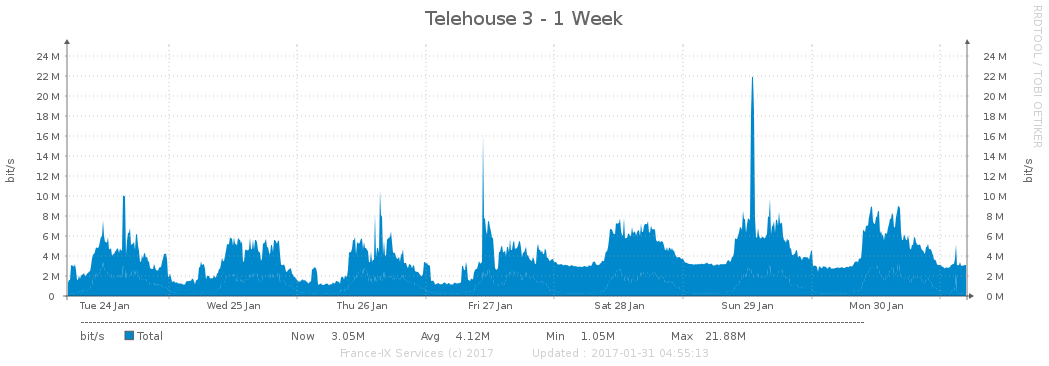 Telehouse 3 - 1 Week
RRDTOOL / TOBI OETIKER
bit/s
bit/s
24 M 24 M
22 M 22 M
20 M 20 M
18 M 18 M
16 M 16 M
14 M 14 M
12 M 12 M
10 M 10 M
8 M 8 M
6 M 6 M
4 M 4 M
2 M 2 M
0 0 M
Tue 24 Jan Wed 25 Jan Thu 26 Jan Fri 27 Jan Sat 28 Jan Sun 29 Jan Mon 30 Jan
bit/s Total Now 3.05M Avg 4.12M Min 1.05M Max 21.88M
France-IX Services (c) 2017 Updated : 2017-01-31 04:55:13